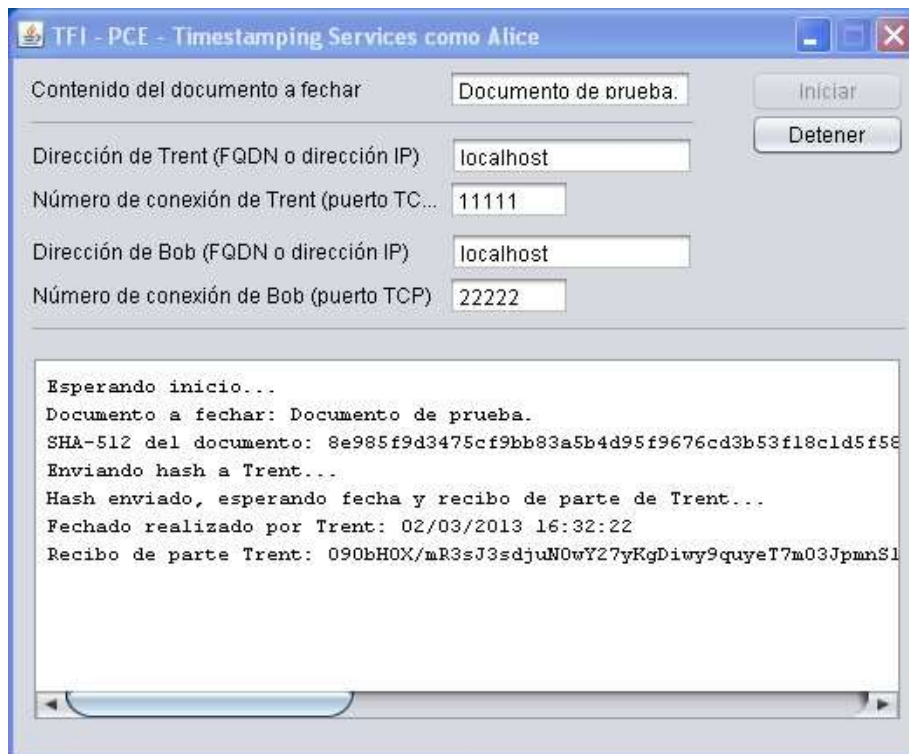 TFI - PCE - Timestamping Services como Alice
Contenido del documento a fechar Documento de prueba. Iniciar
Detener
Dirección de Trent (FQDN o dirección IP) localhost
Número de conexión de Trent (puerto TC... 11111
Dirección de Bob (FQDN o dirección IP) localhost
Número de conexión de Bob (puerto TCP) 22222
Esperando inicio...
Documento a fechar: Documento de prueba.
SHA-512 del documento: 8e985f9d3475cf9bb83a5b4d95f9676cd3b53f18c1d5f58
Enviando hash a Trent...
Hash enviado, esperando fecha y recibo de parte de Trent...
Fechado realizado por Trent: 02/03/2013 16:32:22
Recibo de parte Trent: 090bHOX/mR3sJ3sdjuN0wY27yKgDiwy9quyeT7m03JpmnS1